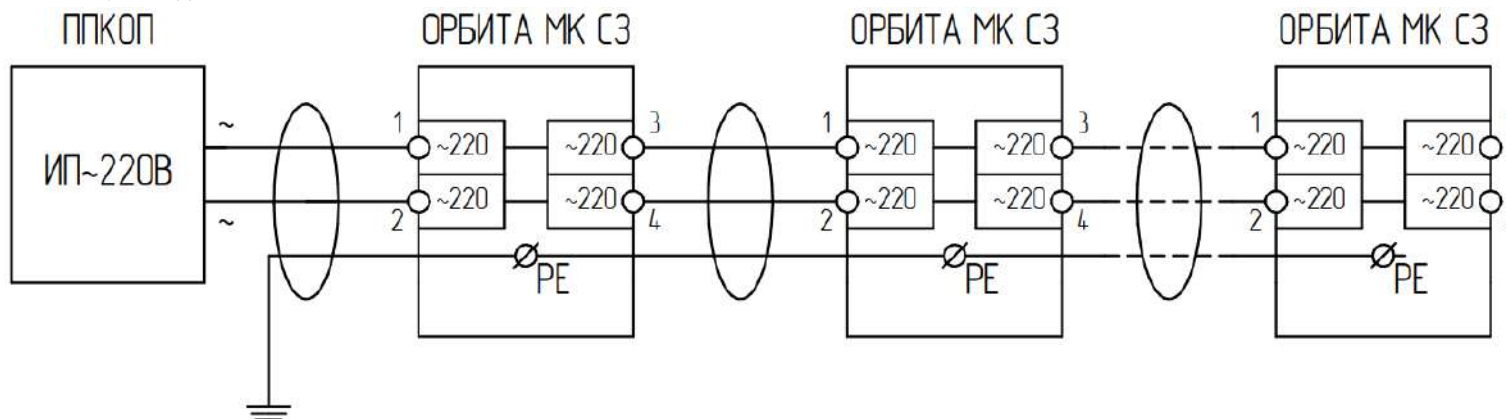 ППКОП ОРБИТА МК С3 ОРБИТА МК С3 ОРБИТА МК С3
~ 1 ~220 ~220 3 1 ~220 ~220 3 1 ~220 ~220
ИП~220В
~ 2 ~220 ~220 4 2 ~220 ~220 4 2 ~220 ~220
PE PE PE